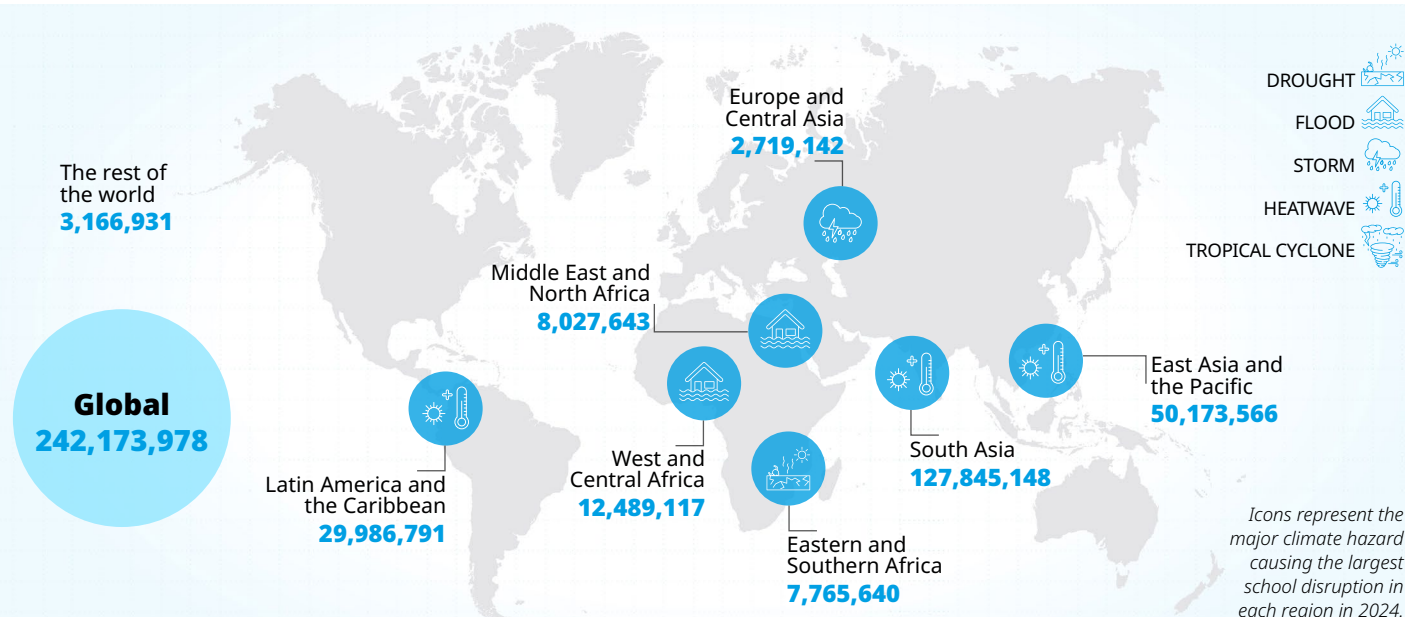 The rest of
the world
3,166,931
Global
242,173,978
Europe and
Central Asia
2,719,142
Middle East and
North Africa
8,027,643
Latin America and
the Caribbean
29,986,791
West and
Central Africa
12,489,117
Eastern and
Southern Africa
7,765,640
South Asia
127,845,148
East Asia and
the Pacific
50,173,566
DROUGHT
FLOOD
STORM
HEATWAVE
TROPICAL CYCLONE
Icons represent the
major climate hazard
causing the largest
school disruption in
each region in 2024.